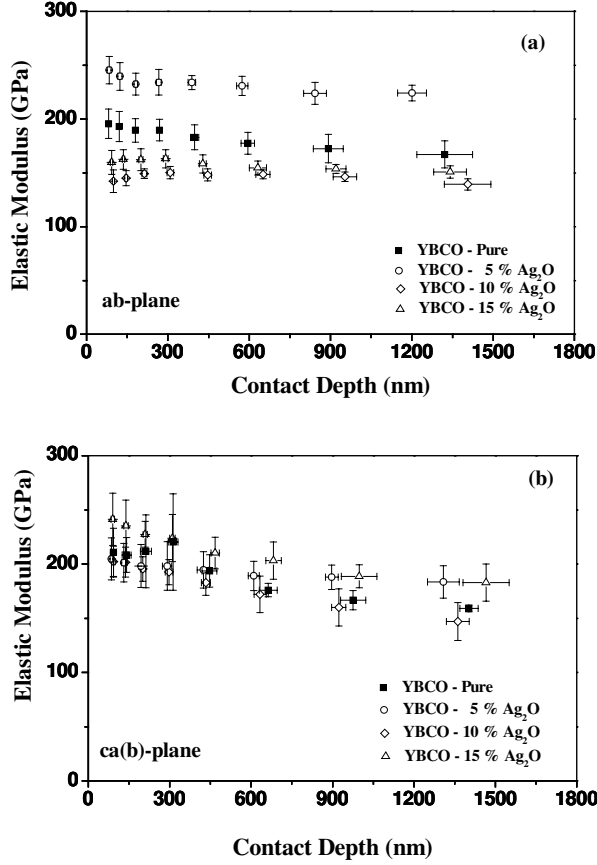 (a)
300
200
100
0
Elastic Modulus (GPa)
YBCO - Pure
YBCO - 5 % Ag₂O
YBCO - 10 % Ag₂O
YBCO - 15 % Ag₂O
ab-plane
0 300 600 900 1200 1500 1800
Contact Depth (nm)
(b)
300
200
100
0
Elastic Modulus (GPa)
YBCO - Pure
YBCO - 5 % Ag₂O
YBCO - 10 % Ag₂O
YBCO - 15 % Ag₂O
ca(b)-plane
0 300 600 900 1200 1500 1800
Contact Depth (nm)